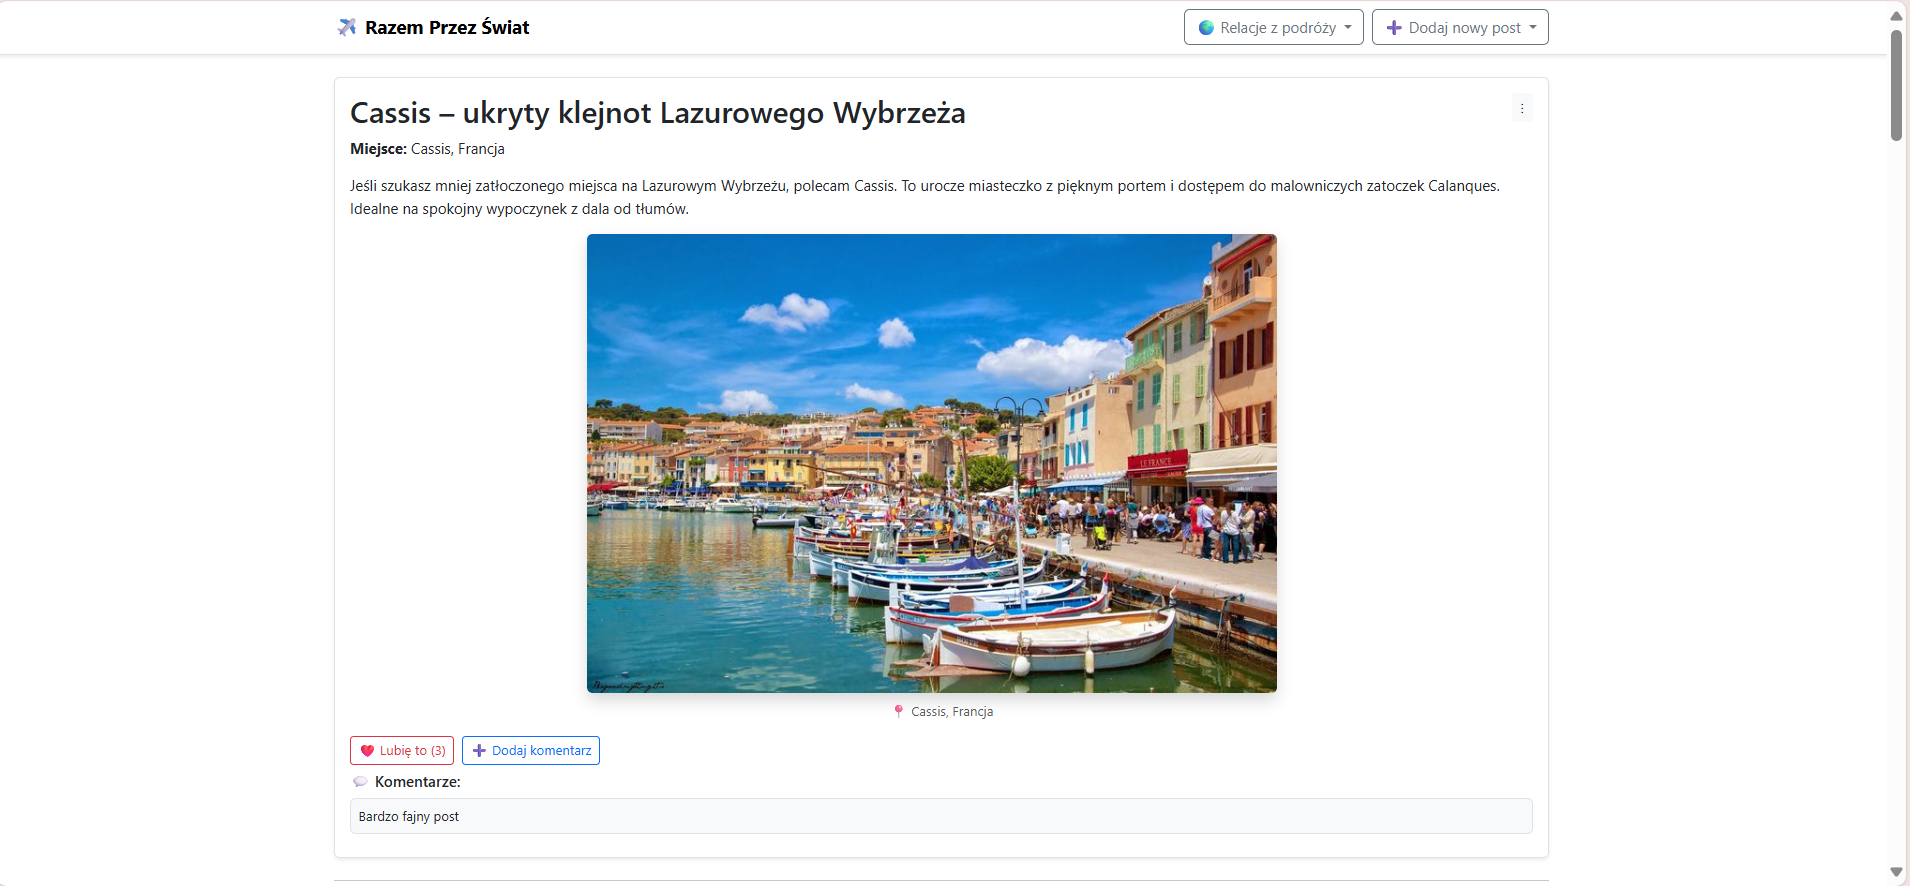 Razem Przez Świat
Relacje z podróży
Dodaj nowy post
Cassis – ukryty klejnot Lazurowego Wybrzeża
Miejsce: Cassis, Francja
Jeśli szukasz mniej zatłoczonego miejsca na Lazurowym Wybrzeżu, polecam Cassis. To urocze miasteczko z pięknym portem i dostępem do malowniczych zatoczek Calanques.
Idealne na spokojny wypoczynek z dala od tłumów.
LE FRANCE
Cassis, Francja
Lubię to (3)
Dodaj komentarz
Komentarze:
Bardzo fajny post